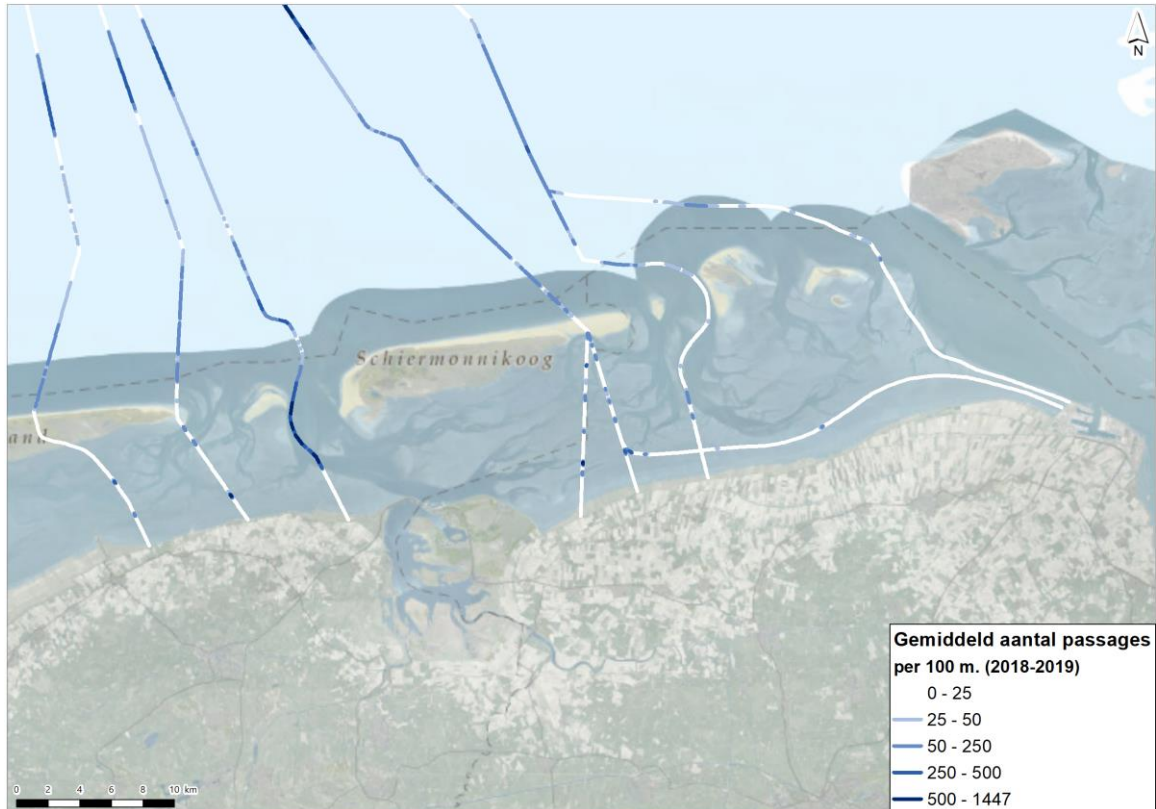 N
Schiermonnikoog
and
Gemiddeld aantal passages
per 100 m. (2018-2019)
0 - 25
25 - 50
50 - 250
250 - 500
500 - 1447
0 2 4 6 8 10 km